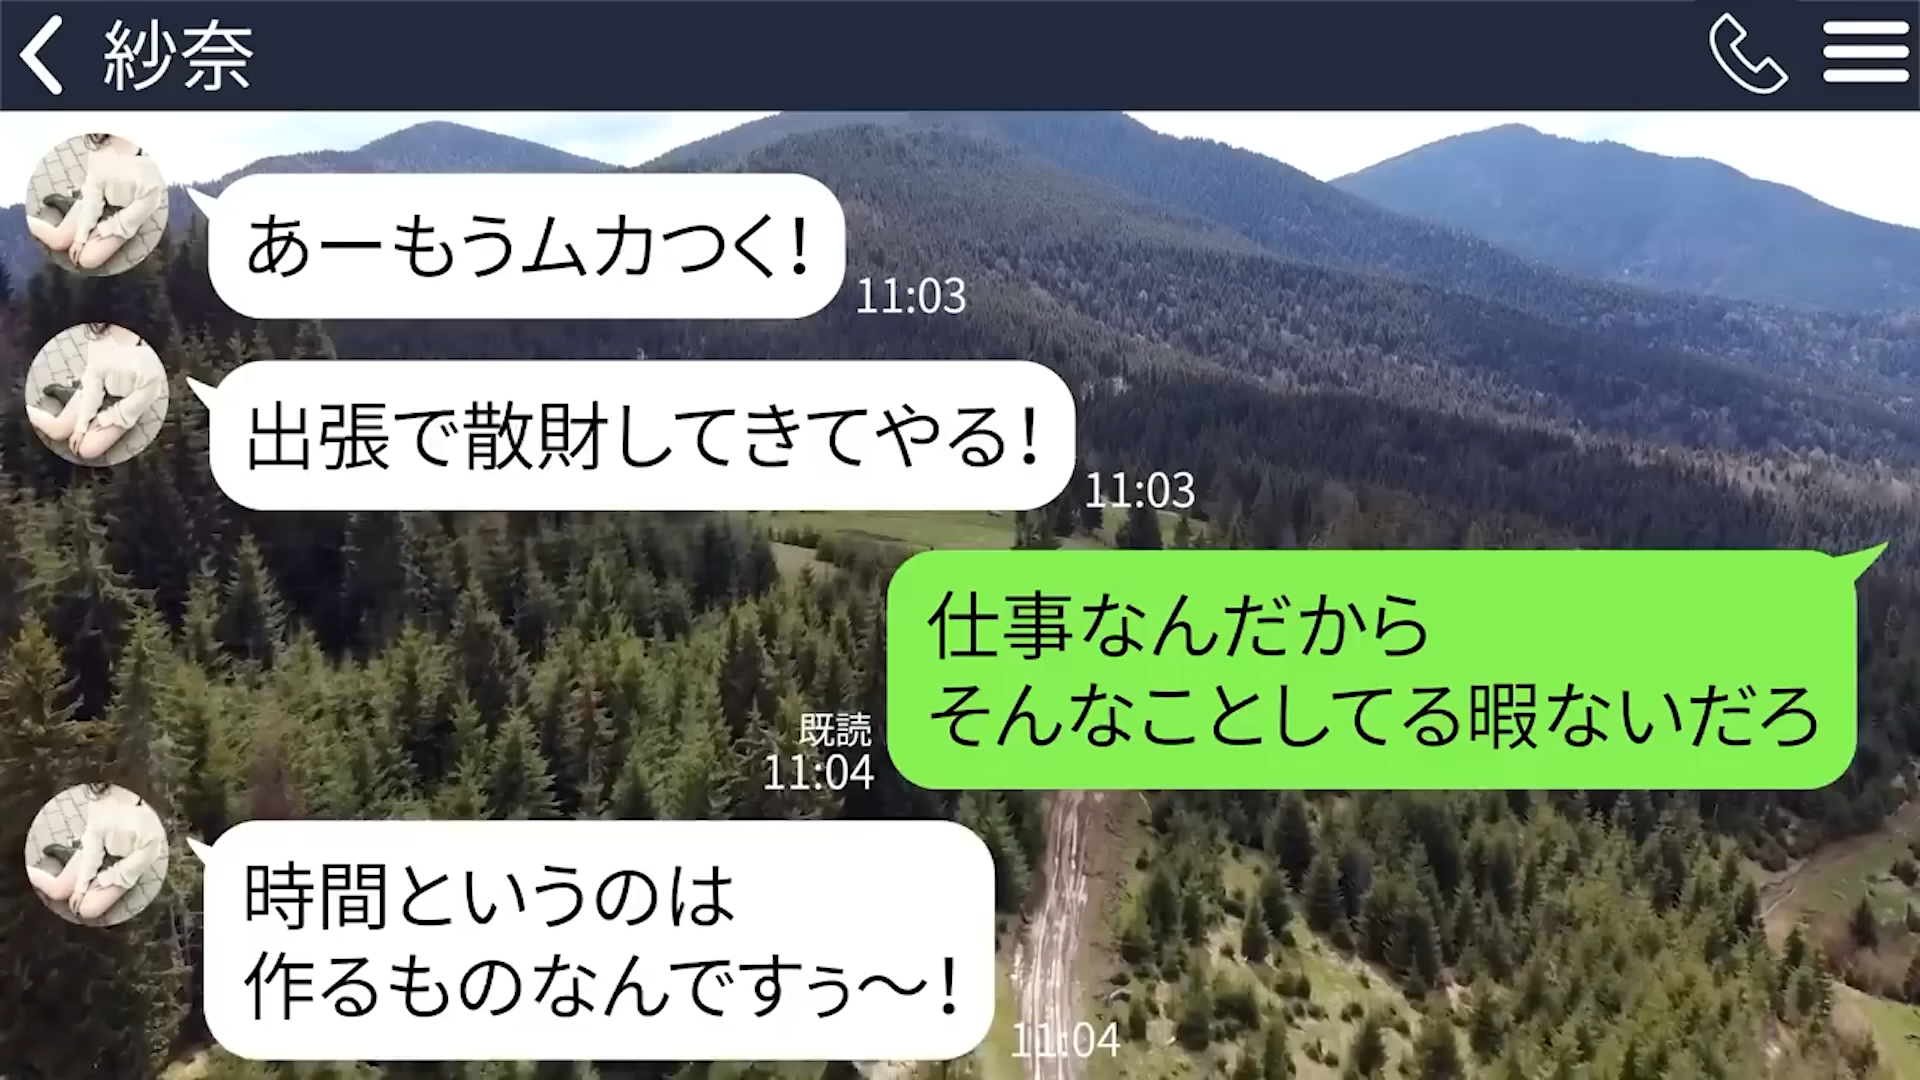 紗奈
あーもうムカつく!
11:03
出張で散財してきてやる!
11:03
仕事なんだから
そんなことしてる暇ないだろ
既読
11:04
時間というのは
作るものなんですぅ〜!
11:04